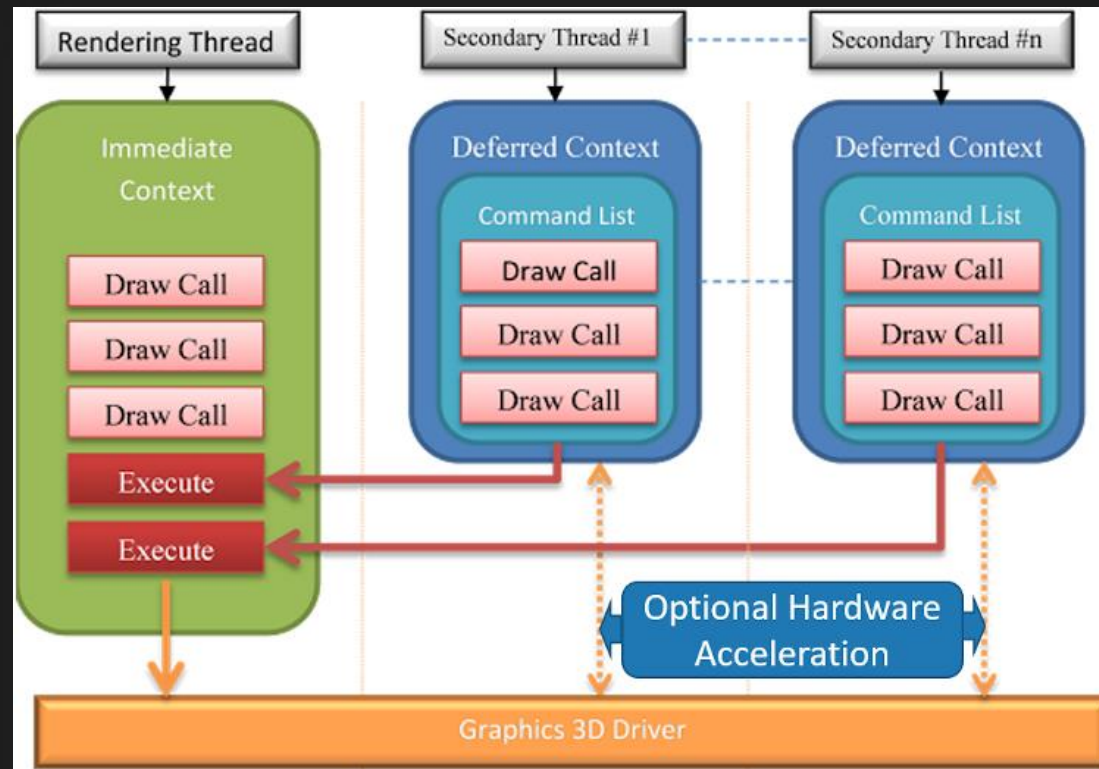 Rendering Thread
Secondary Thread #1
Secondary Thread #n
Immediate
Context
Draw Call
Draw Call
Draw Call
Execute
Execute
Deferred Context
Command List
Draw Call
Draw Call
Draw Call
Deferred Context
Command List
Draw Call
Draw Call
Draw Call
Optional Hardware
Acceleration
Graphics 3D Driver